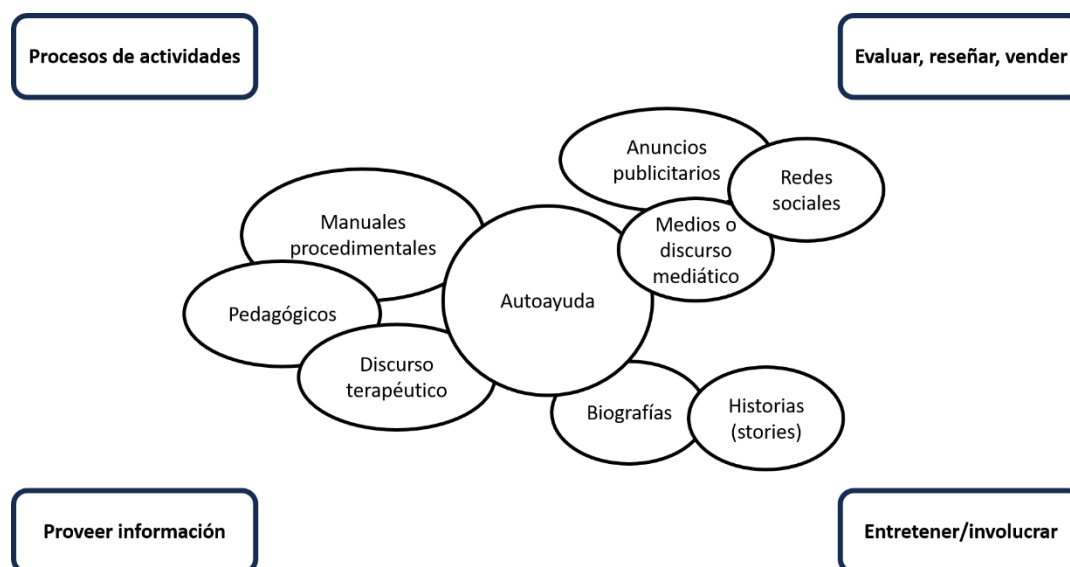 Procesos de actividades
Evaluar, reseñar, vender
Anuncios
publicitarios
Redes
sociales
Manuales
procedimentales
Medios o
discurso
mediático
Autoayuda
Pedagógicos
Discurso
terapéutico
Biografías
Historias
(stories)
Proveer información
Entretener/involucrar